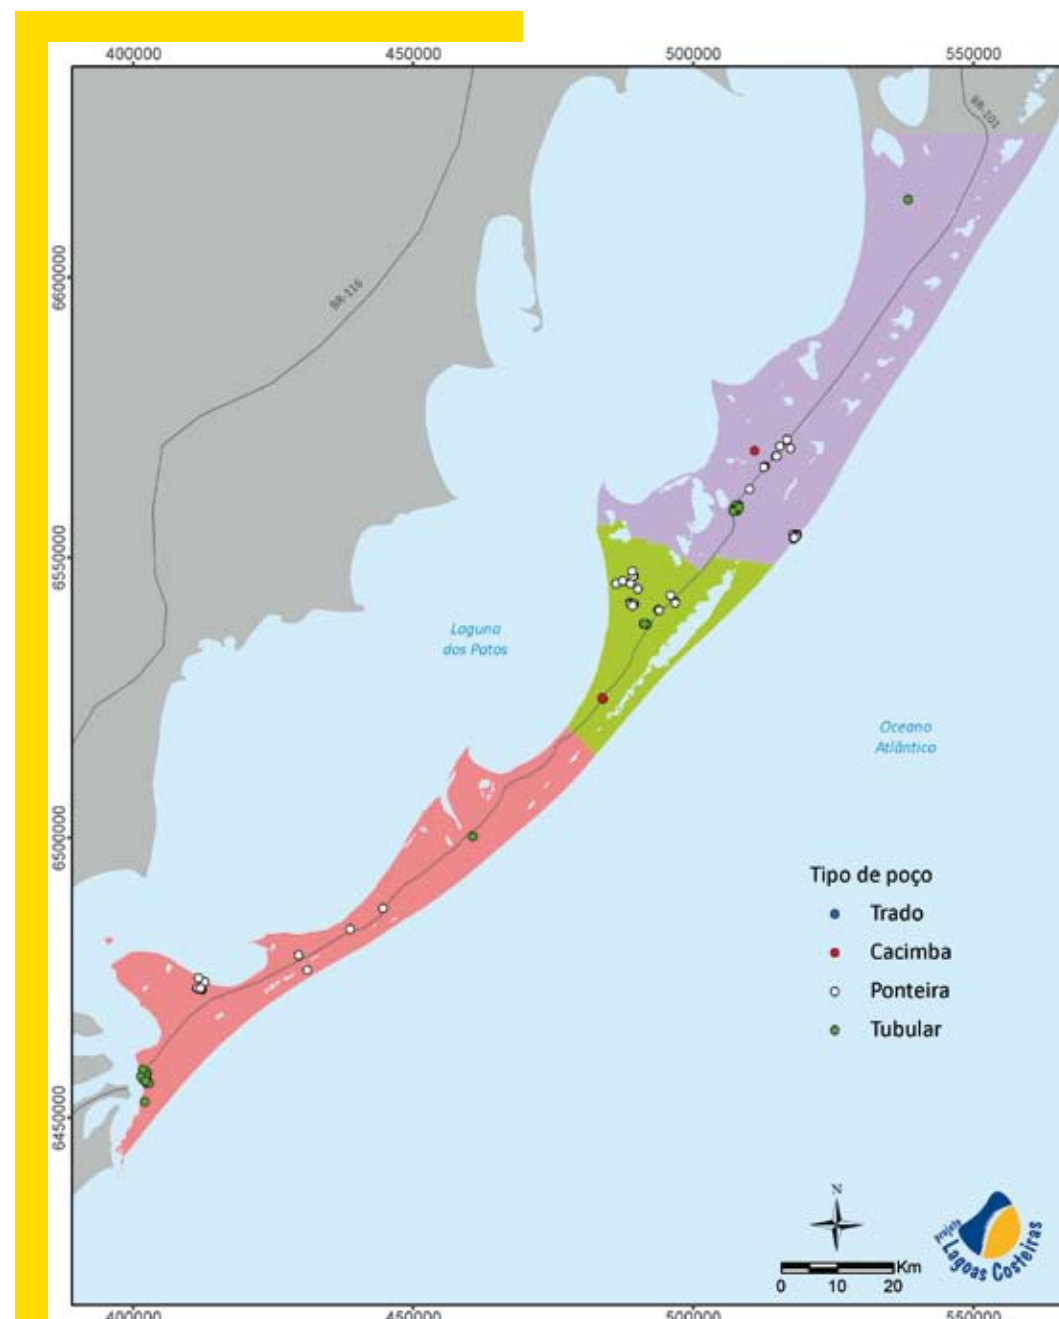 400000
450000
500000
550000
BR-101
6600000
BR-116
6550000
Laguna
dos Patos
Oceano
Atlântico
6500000
Tipo de poço
Trado
Cacimba
Ponteira
Tubular
6450000
N
Km
0
10
20
Projeto
Lagoas Costeiras
400000
450000
500000
550000